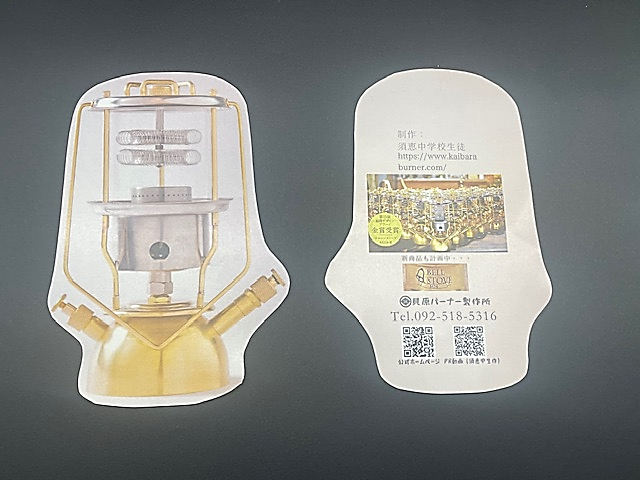 制作：
須恵中学校生徒
https://www.kaibara
burner.com/
金賞受賞
新商品も計画中・・・
BELL
STOVE
貝原バーナー製作所
Tel.092-518-5316
公式ホームページ PR動画（須恵中生作）